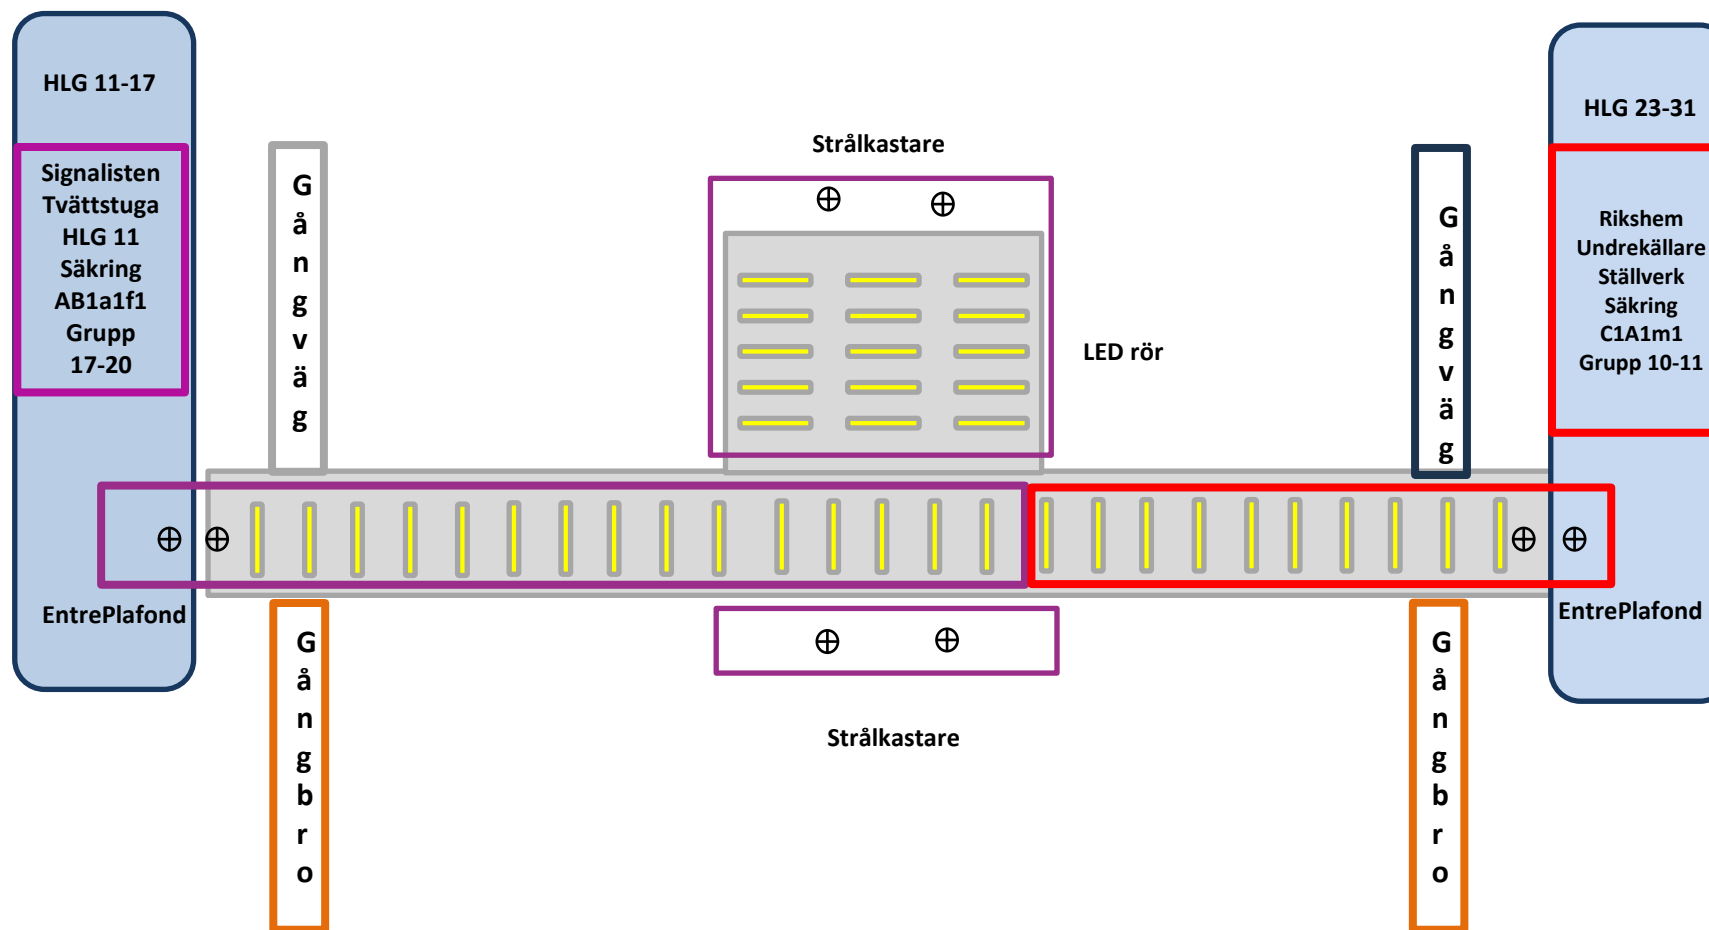 HLG 11-17
Signalisten
Tvättstuga
HLG 11
Säkring
AB1a1f1
Grupp
17-20
EntrePlafond
Gångväg
Gångbro
Strålkastare
LED rör
Strålkastare
Gångväg
Gångbro
HLG 23-31
Rikshem
Undrekällare
Ställverk
Säkring
C1A1m1
Grupp 10-11
EntrePlafond